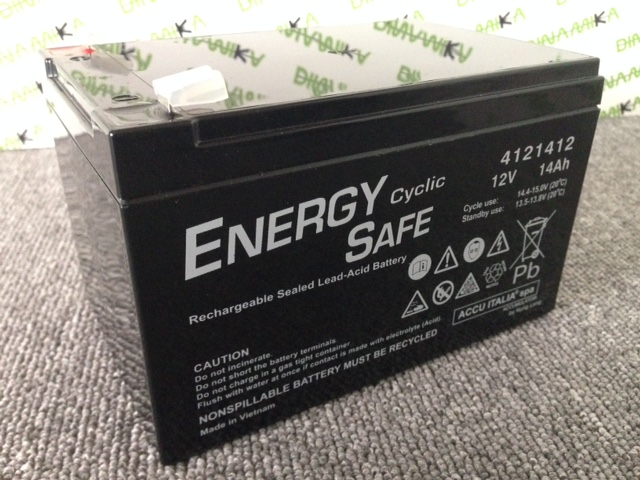 ENERGY Cyclic
SAFE
4121412
12V 14Ah
Cycle use: 14.4-15.0V (20°C)
Standby use: 13.5-13.8V (20°C)
Rechargeable Sealed Lead-Acid Battery
Pb
ACCU ITALIA® spa
CAUTION
Do not incinerate
Do not short the battery terminals
Do not charge in a gas tight container
Flush with water at once if contact is made with electrolyte (Acid)
NONSPILLABLE BATTERY MUST BE RECYCLED
Made in Vietnam